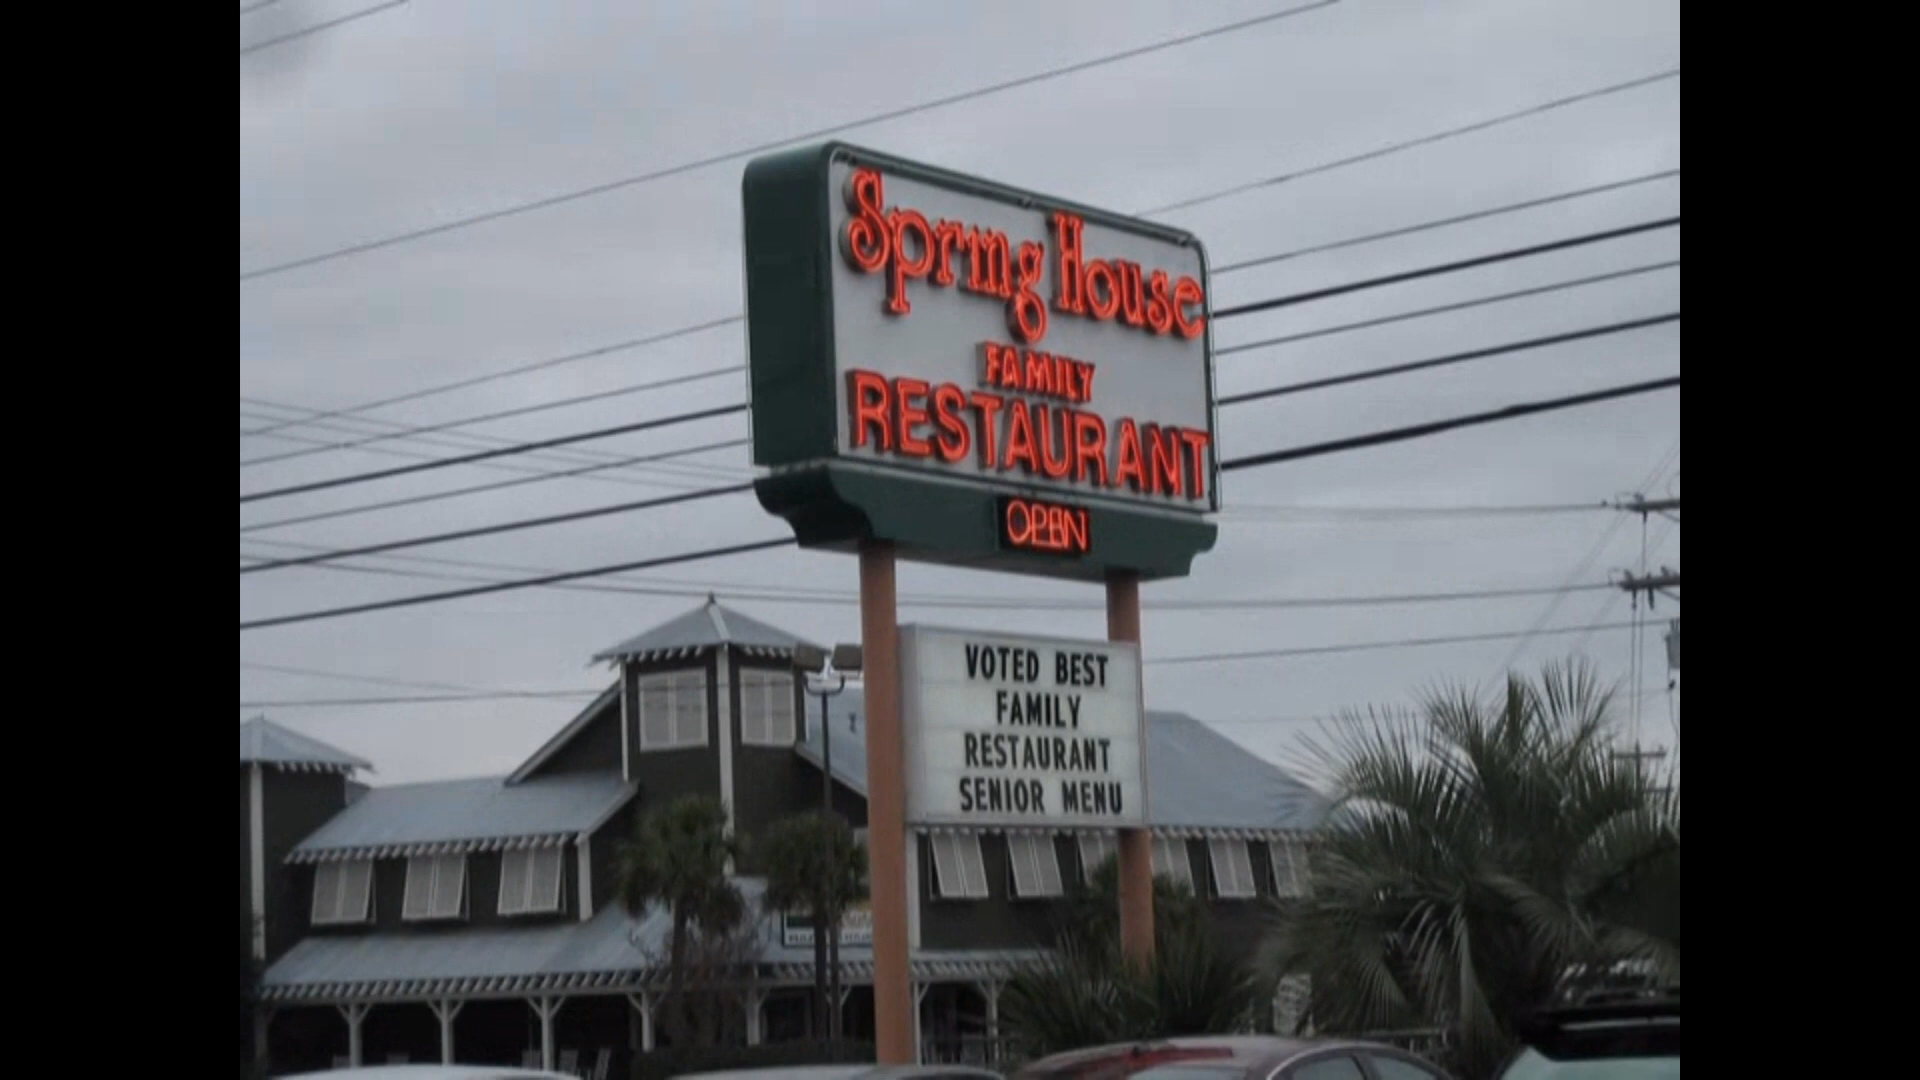 Spring House
FAMILY
RESTAURANT
OPEN
VOTED BEST
FAMILY
RESTAURANT
SENIOR MENU